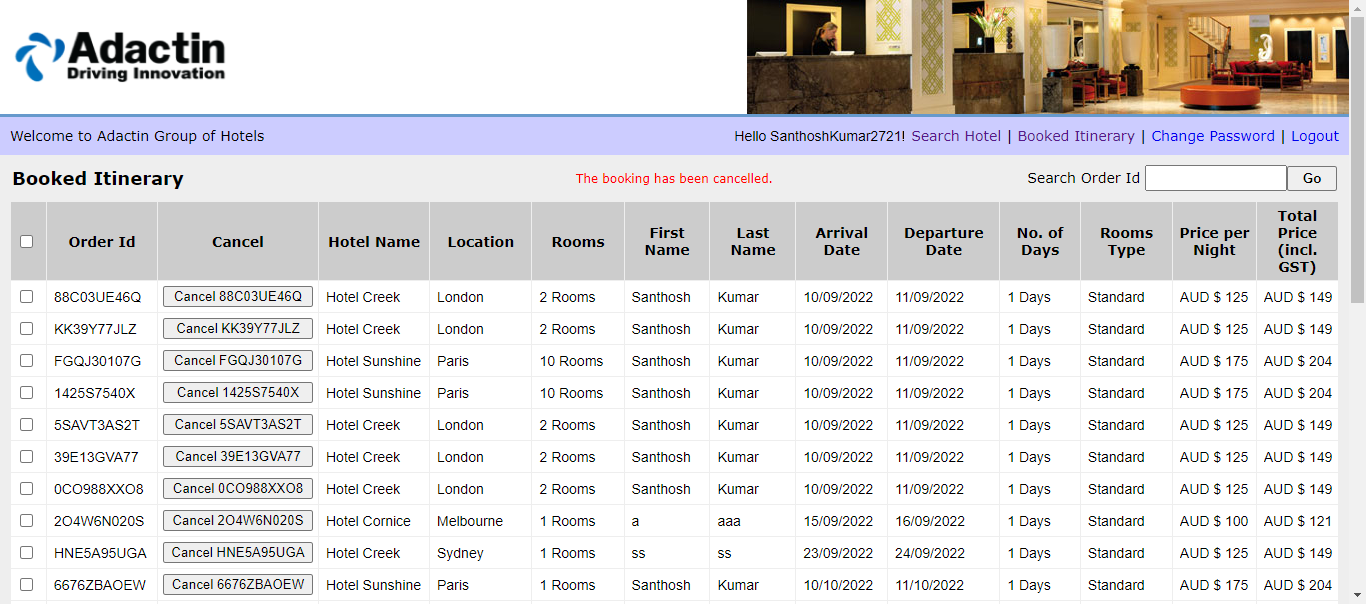 Adactin
Driving Innovation
Welcome to Adactin Group of Hotels
Hello SanthoshKumar2721! Search Hotel | Booked Itinerary | Change Password | Logout
Booked Itinerary
The booking has been cancelled.
Search Order Id Go
Order Id Cancel Hotel Name Location Rooms First Name Last Name Arrival Date Departure Date No. of Days Rooms Type Price per Night Total Price (incl. GST)
88C03UE46Q Cancel 88C03UE46Q Hotel Creek London 2 Rooms Santhosh Kumar 10/09/2022 11/09/2022 1 Days Standard AUD $ 125 AUD $ 149
KK39Y77JLZ Cancel KK39Y77JLZ Hotel Creek London 2 Rooms Santhosh Kumar 10/09/2022 11/09/2022 1 Days Standard AUD $ 125 AUD $ 149
FGQJ30107G Cancel FGQJ30107G Hotel Sunshine Paris 10 Rooms Santhosh Kumar 10/09/2022 11/09/2022 1 Days Standard AUD $ 175 AUD $ 204
1425S7540X Cancel 1425S7540X Hotel Sunshine Paris 10 Rooms Santhosh Kumar 10/09/2022 11/09/2022 1 Days Standard AUD $ 175 AUD $ 204
5SAVT3AS2T Cancel 5SAVT3AS2T Hotel Creek London 2 Rooms Santhosh Kumar 10/09/2022 11/09/2022 1 Days Standard AUD $ 125 AUD $ 149
39E13GVA77 Cancel 39E13GVA77 Hotel Creek London 2 Rooms Santhosh Kumar 10/09/2022 11/09/2022 1 Days Standard AUD $ 125 AUD $ 149
0CO988XXO8 Cancel 0CO988XXO8 Hotel Creek London 2 Rooms Santhosh Kumar 10/09/2022 11/09/2022 1 Days Standard AUD $ 125 AUD $ 149
2O4W6N020S Cancel 2O4W6N020S Hotel Cornice Melbourne 1 Rooms a aaa 15/09/2022 16/09/2022 1 Days Standard AUD $ 100 AUD $ 121
HNE5A95UGA Cancel HNE5A95UGA Hotel Creek Sydney 1 Rooms ss ss 23/09/2022 24/09/2022 1 Days Standard AUD $ 125 AUD $ 149
6676ZBAOEW Cancel 6676ZBAOEW Hotel Sunshine Paris 1 Rooms Santhosh Kumar 10/10/2022 11/10/2022 1 Days Standard AUD $ 175 AUD $ 204